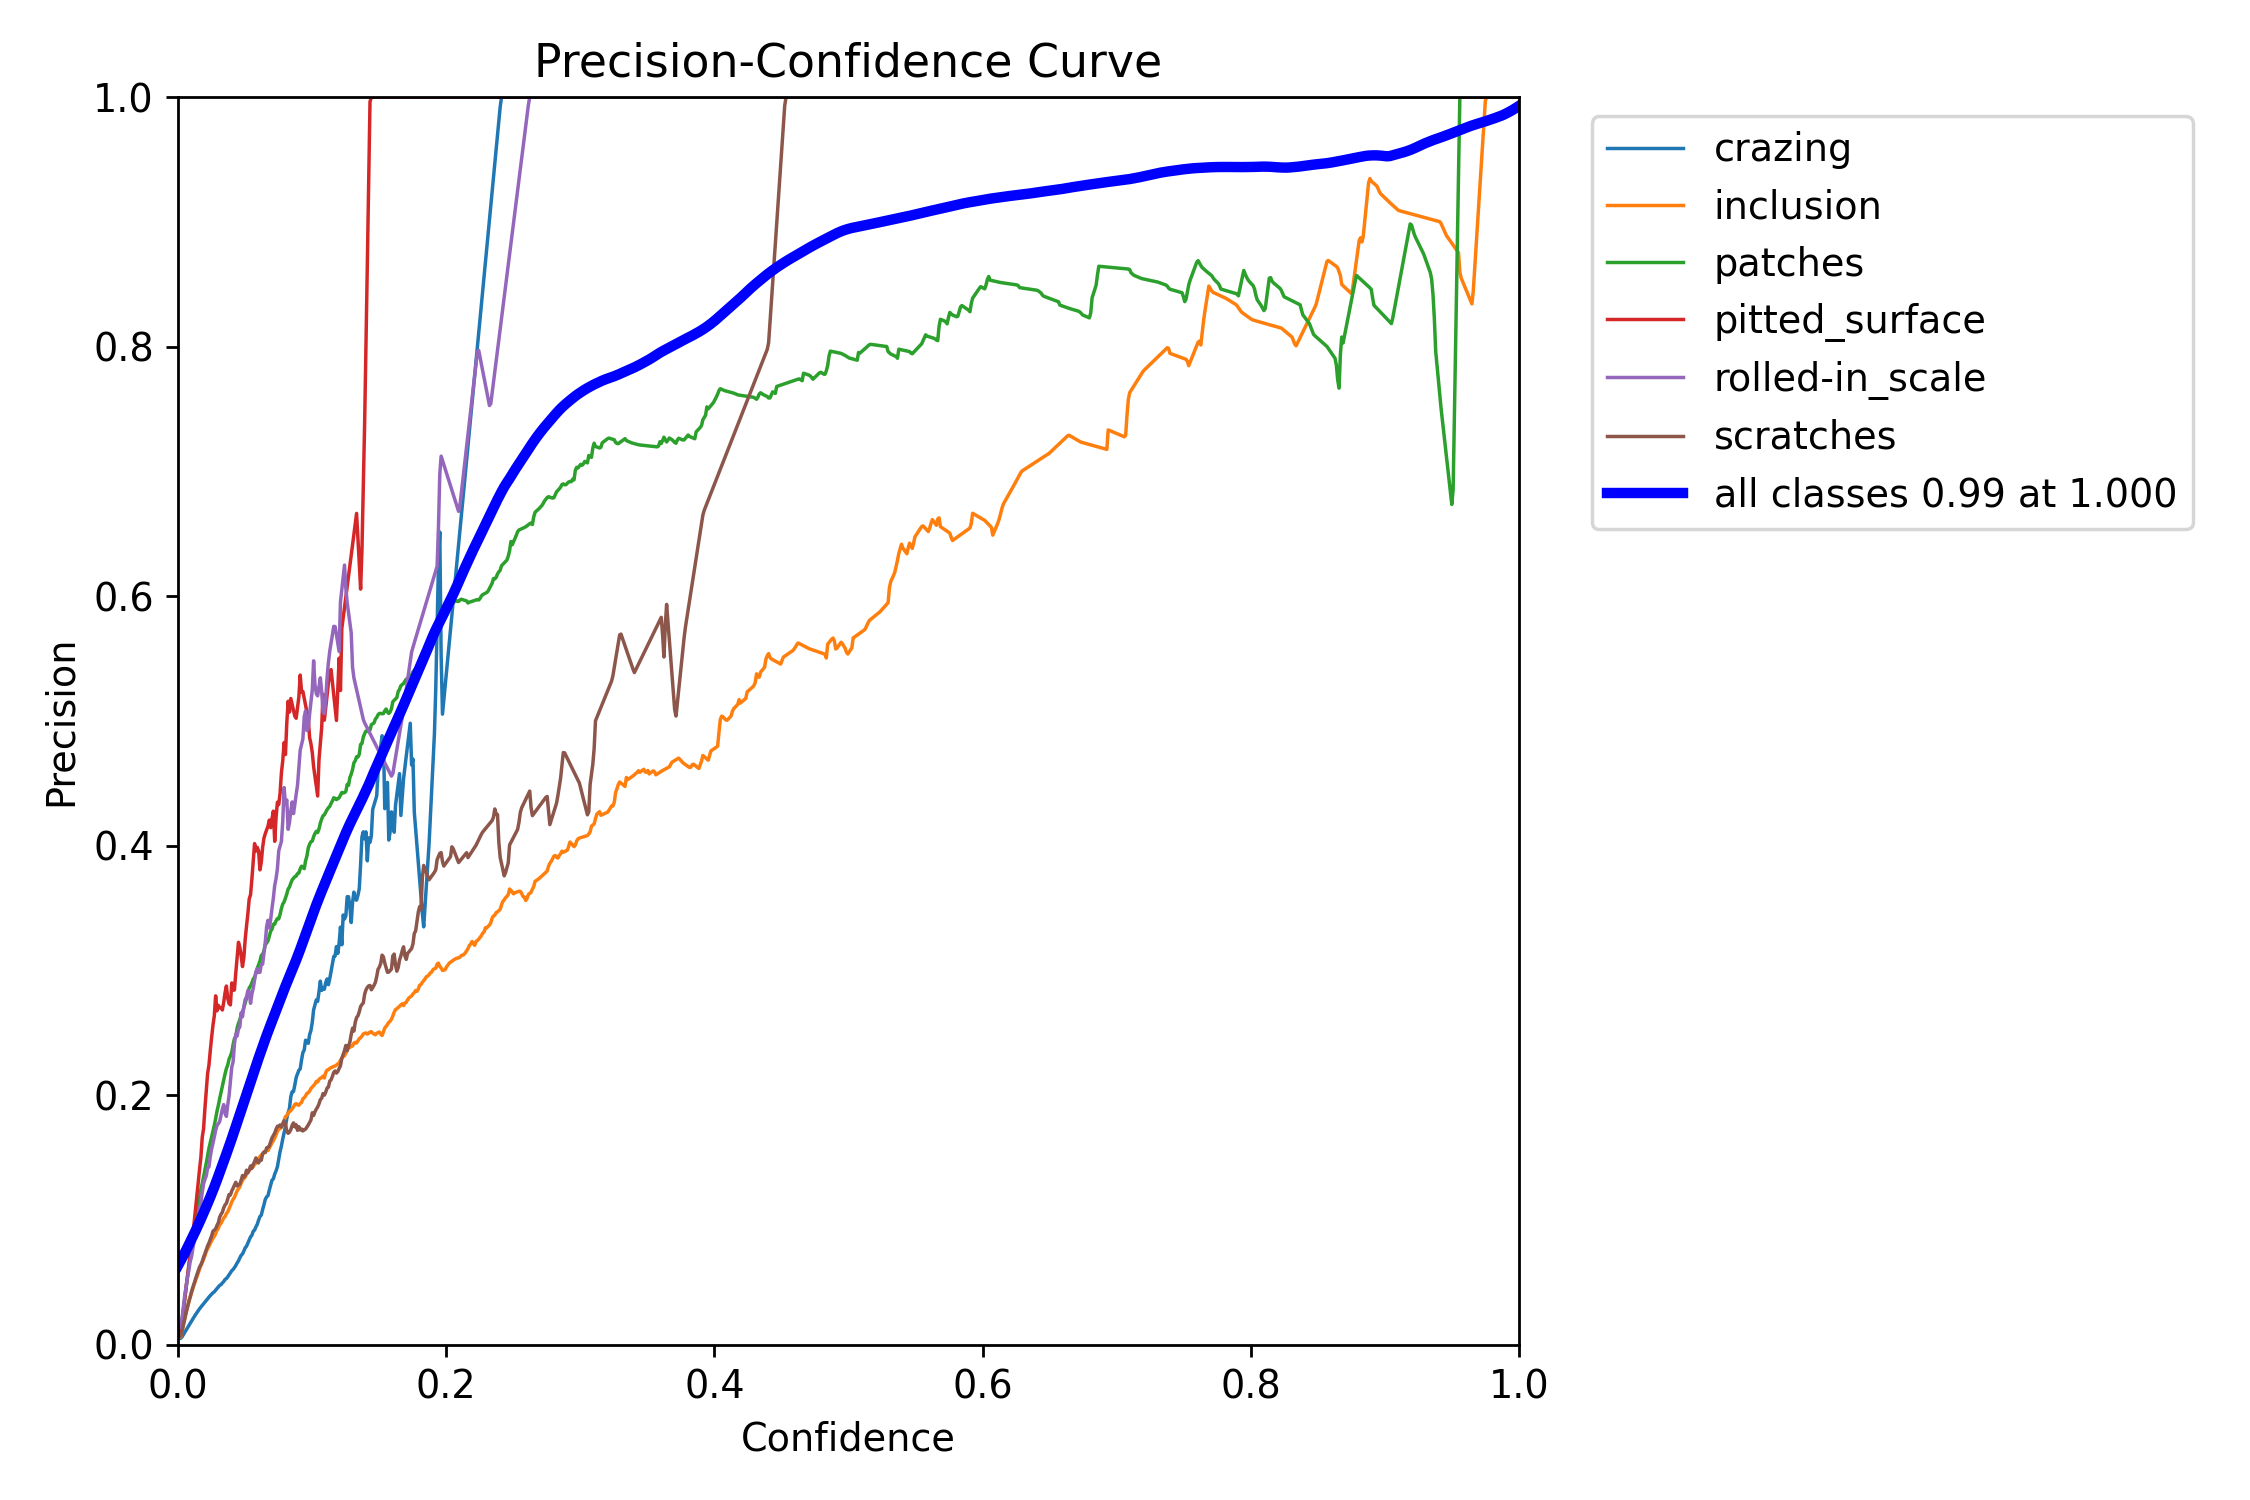 Precision-Confidence Curve
1.0
0.8
0.6
0.4
0.2
0.0
Precision
0.0 0.2 0.4 0.6 0.8 1.0
Confidence
crazing
inclusion
patches
pitted_surface
rolled-in_scale
scratches
all classes 0.99 at 1.000